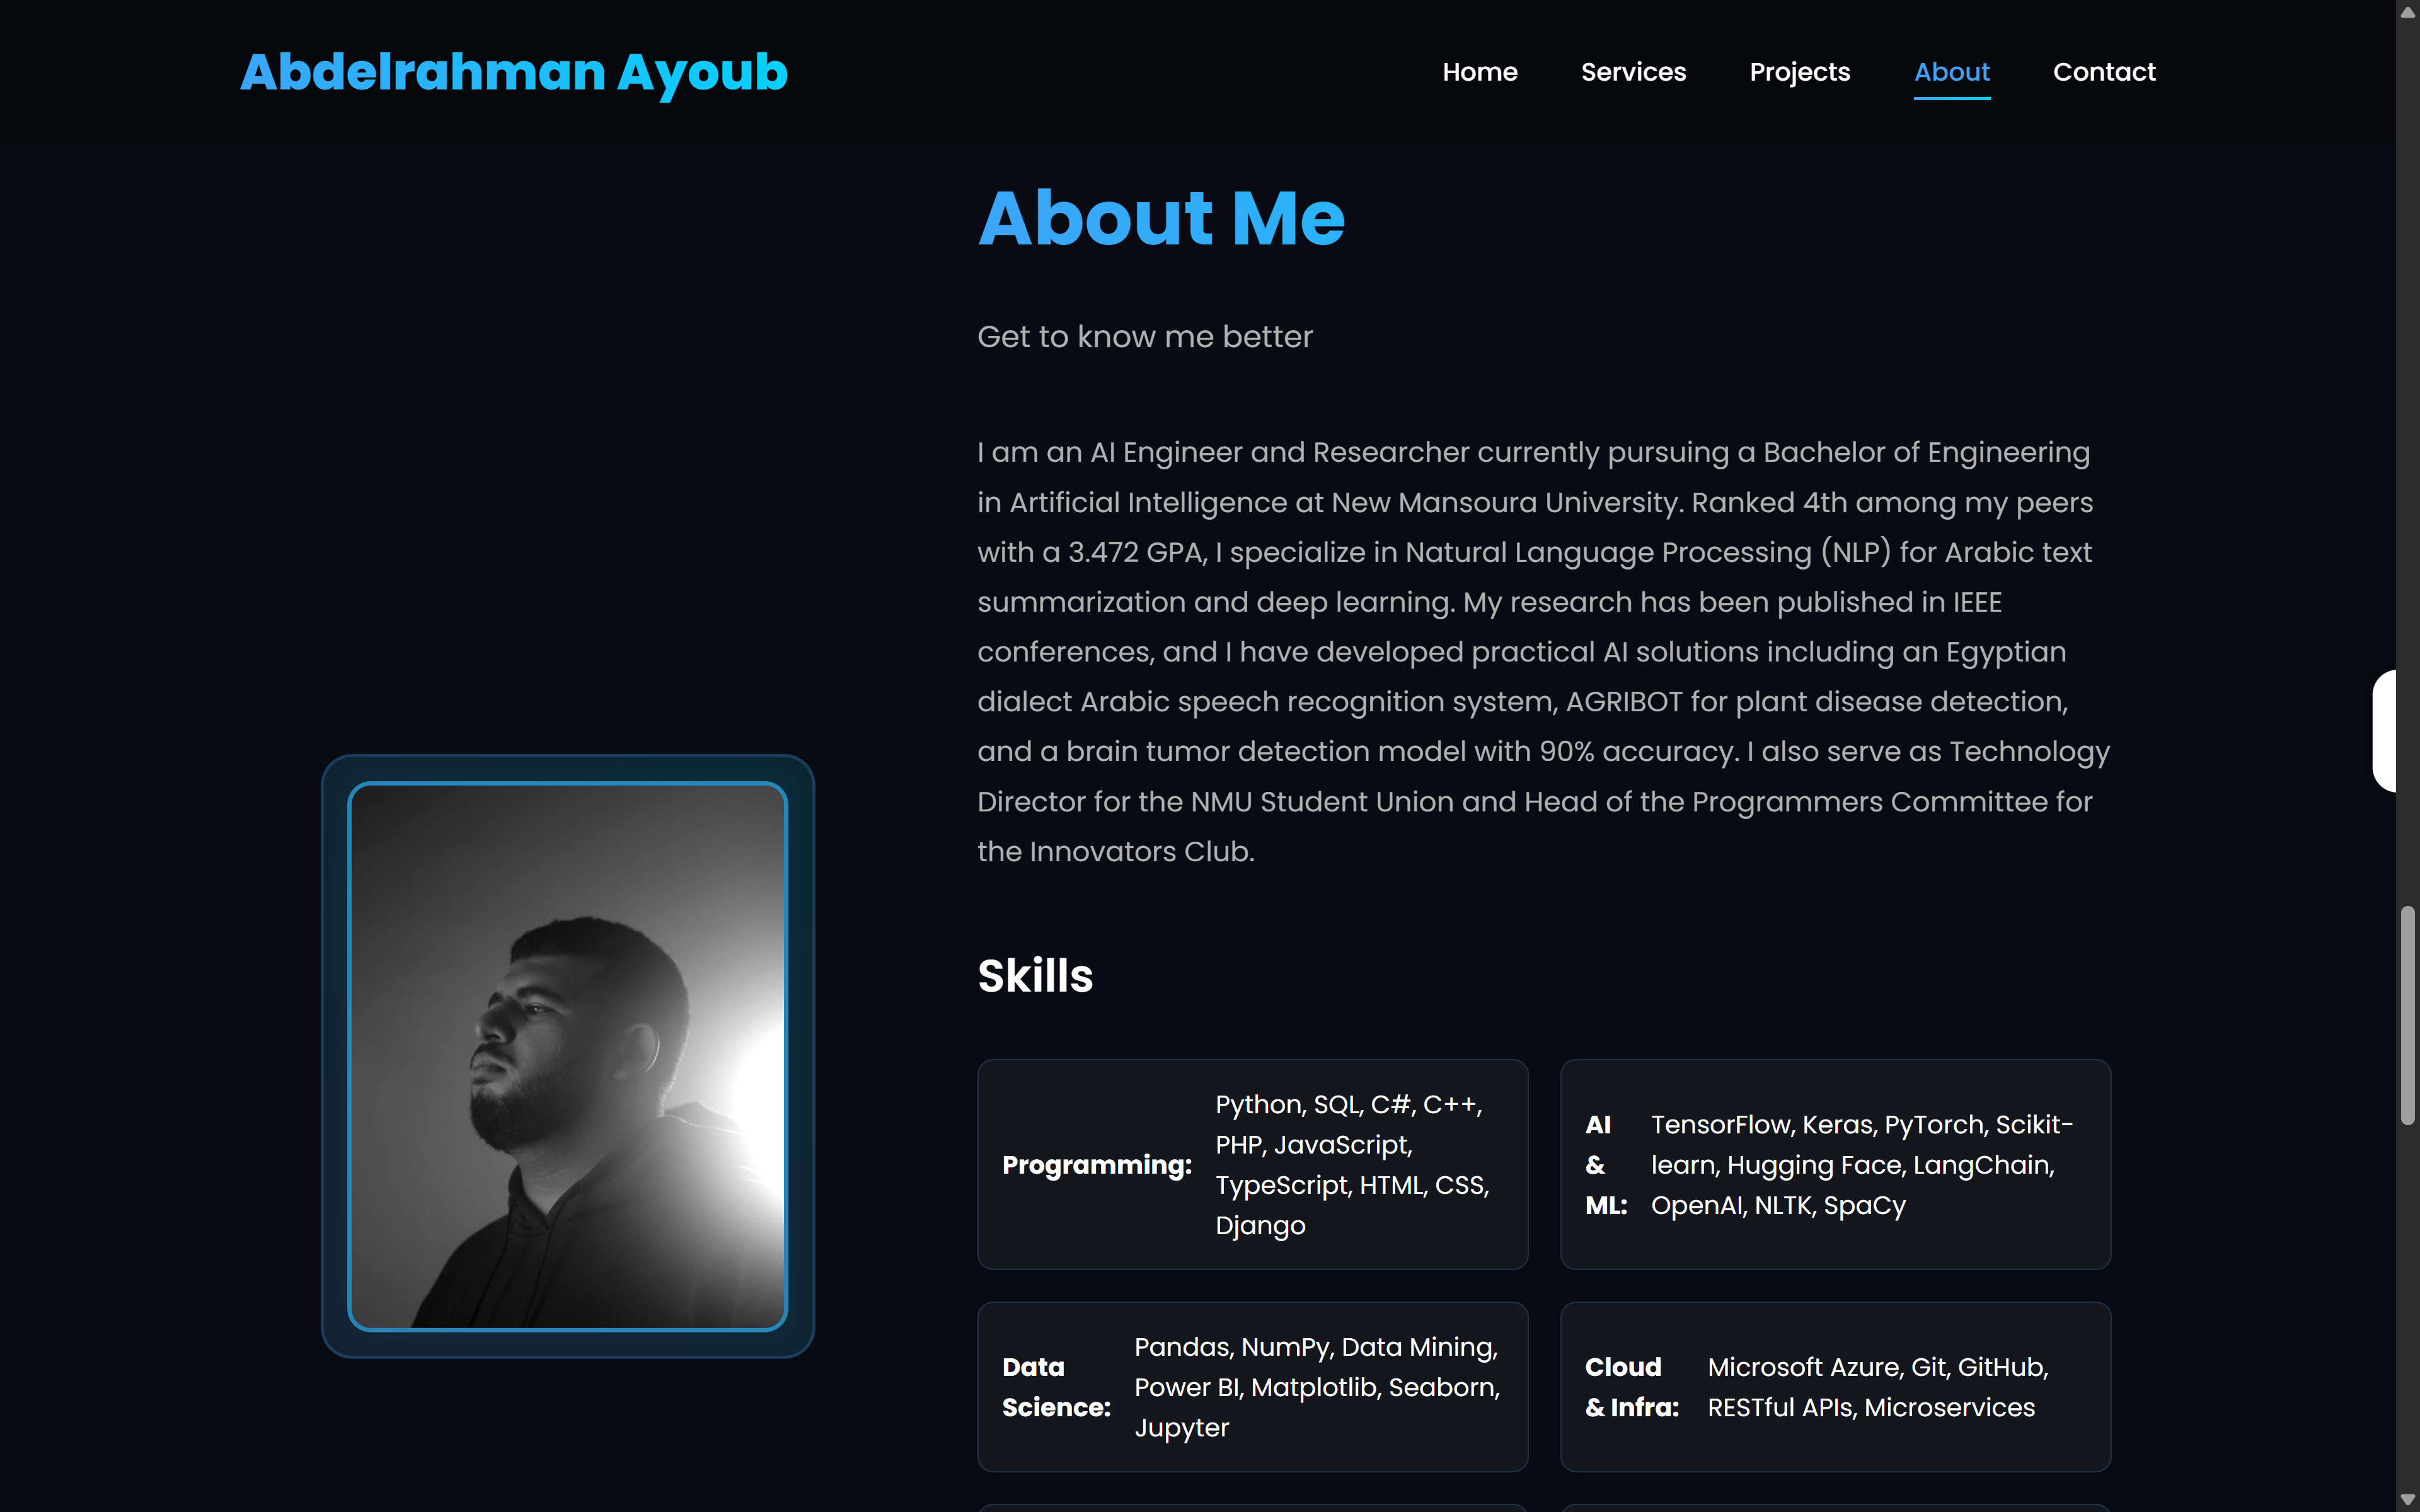 Abdelrahman Ayoub
Home Services Projects About Contact
About Me
Get to know me better
I am an AI Engineer and Researcher currently pursuing a Bachelor of Engineering
in Artificial Intelligence at New Mansoura University. Ranked 4th among my peers
with a 3.472 GPA, I specialize in Natural Language Processing (NLP) for Arabic text
summarization and deep learning. My research has been published in IEEE
conferences, and I have developed practical AI solutions including an Egyptian
dialect Arabic speech recognition system, AGRIBOT for plant disease detection,
and a brain tumor detection model with 90% accuracy. I also serve as Technology
Director for the NMU Student Union and Head of the Programmers Committee for
the Innovators Club.
Skills
Programming:
Python, SQL, C#, C++,
PHP, JavaScript,
TypeScript, HTML, CSS,
Django
AI
&
ML:
TensorFlow, Keras, PyTorch, Scikit-
learn, Hugging Face, LangChain,
OpenAI, NLTK, SpaCy
Data
Science:
Pandas, NumPy, Data Mining,
Power BI, Matplotlib, Seaborn,
Jupyter
Cloud
& Infra:
Microsoft Azure, Git, GitHub,
RESTful APIs, Microservices